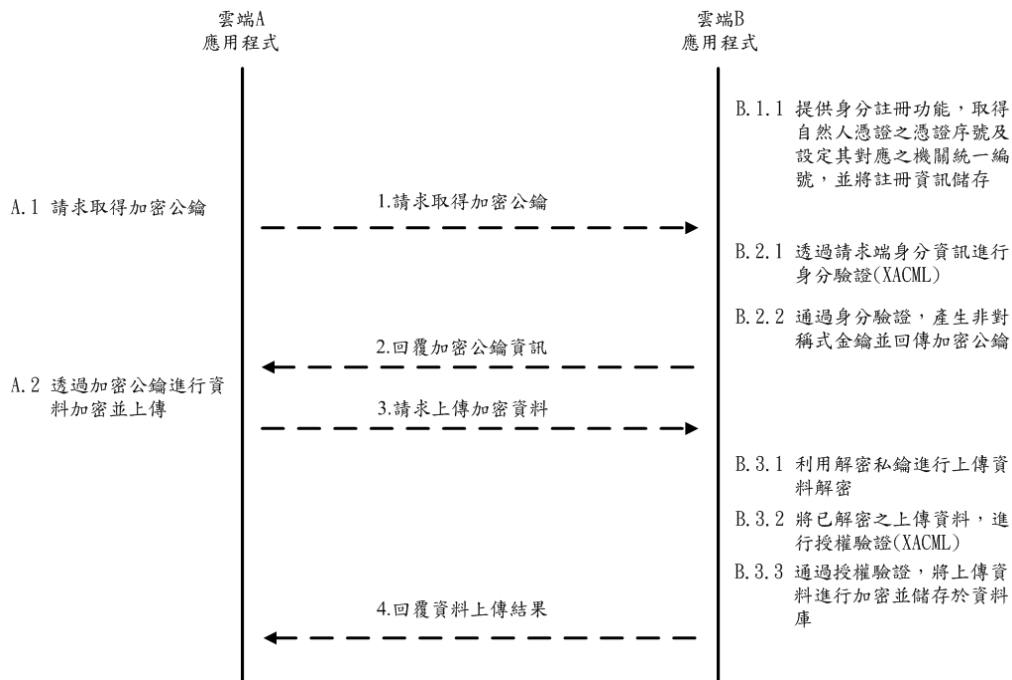 雲端A
應用程式
雲端B
應用程式
B.1.1 提供身分註冊功能，取得
自然人憑證之憑證序號及
設定其對應之機關統一編
號，並將註冊資訊儲存
A.1 請求取得加密公鑰
1.請求取得加密公鑰
B.2.1 透過請求端身分資訊進行
身分驗證(XACML)
B.2.2 通過身分驗證，產生非對
稱式金鑰並回傳加密公鑰
2.回覆加密公鑰資訊
A.2 透過加密公鑰進行資
料加密並上傳
3.請求上傳加密資料
B.3.1 利用解密私鑰進行上傳資
料解密
B.3.2 將已解密之上傳資料，進
行授權驗證(XACML)
B.3.3 通過授權驗證，將上傳資
料進行加密並儲存於資料
庫
4.回覆資料上傳結果